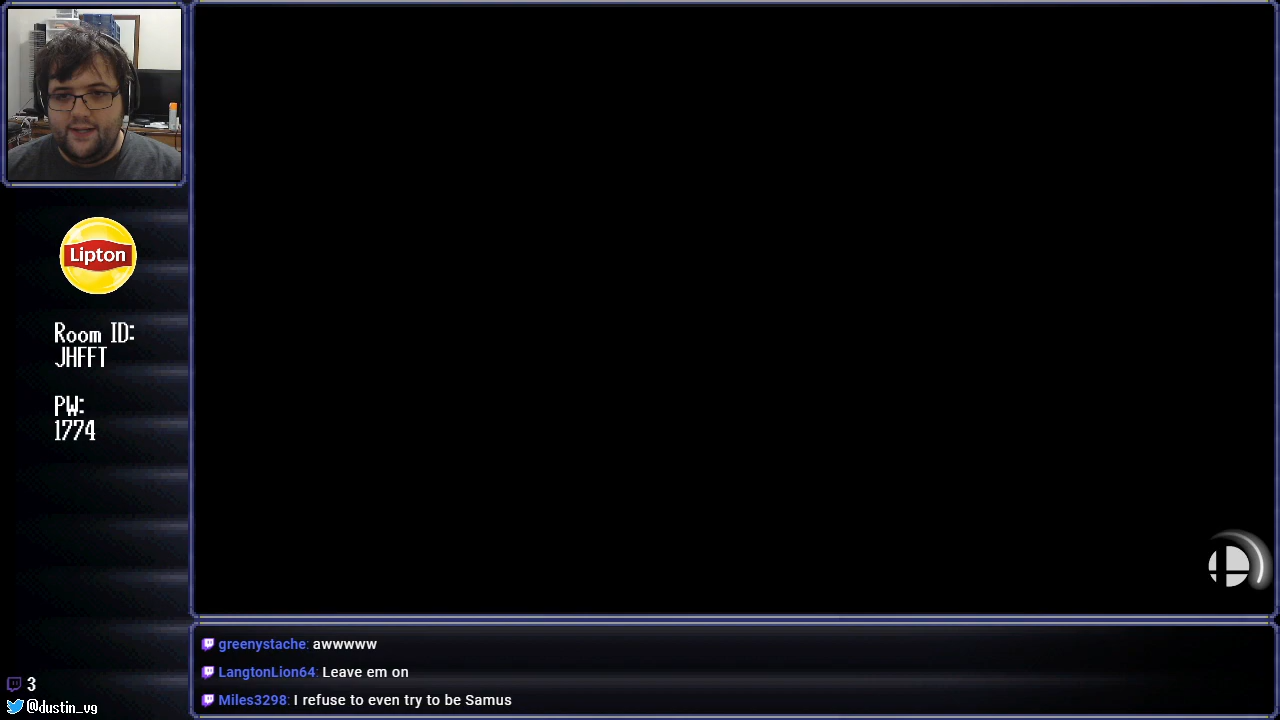 Lipton
Room ID:
JHFFT
PW:
1774
3
@dustin_vg
greenystache: awwwww
LangtonLion64: Leave em on
Miles3298: I refuse to even try to be Samus